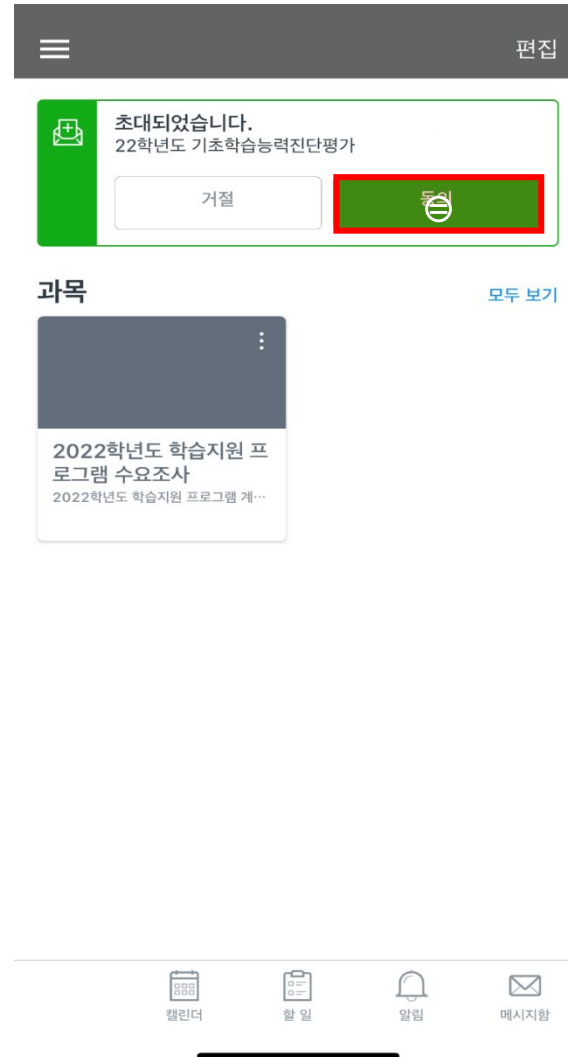 편집
초대되었습니다.
22학년도 기초학습능력진단평가
거절
동의
과목
모두 보기
2022학년도 학습지원 프
로그램 수요조사
2022학년도 학습지원 프로그램 계…
캘린더
할 일
알림
메시지함